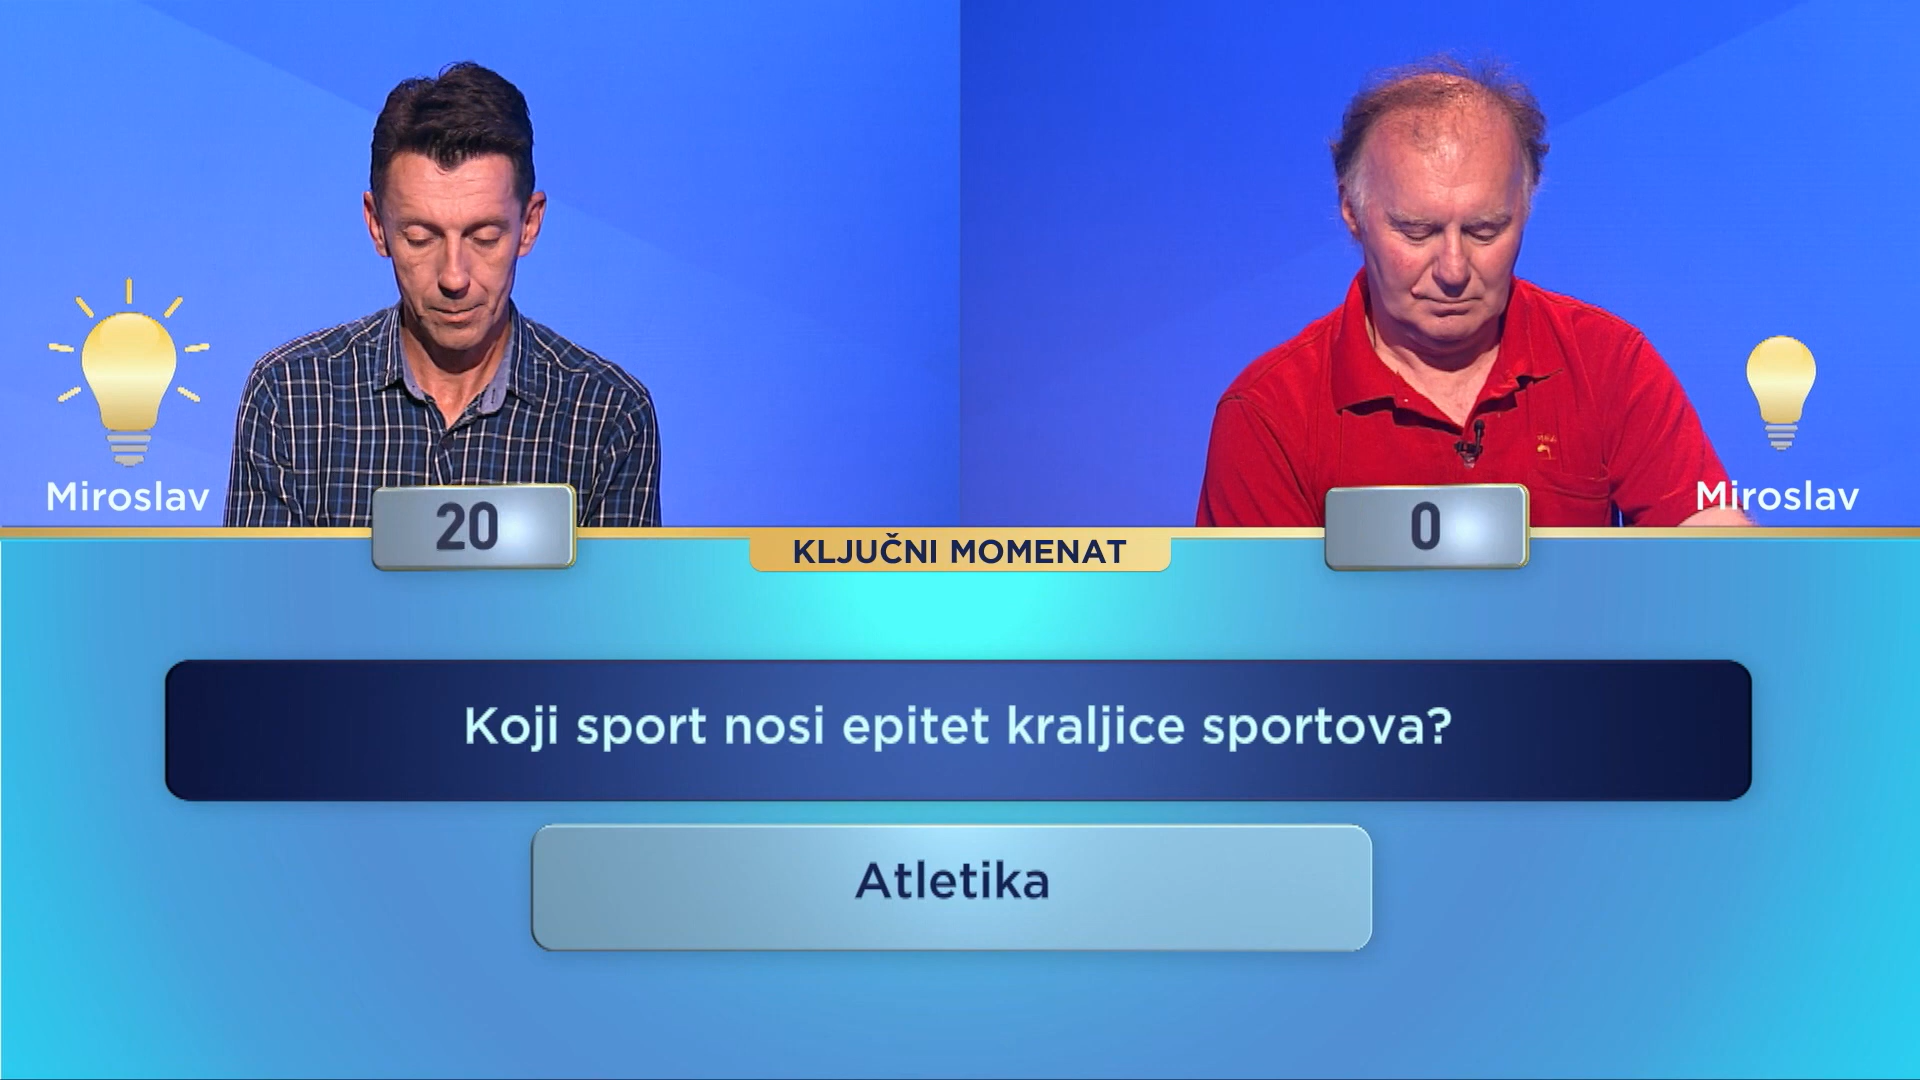 Miroslav
20
KLJUČNI MOMENAT
0
Miroslav
Koji sport nosi epitet kraljice sportova?
Atletika